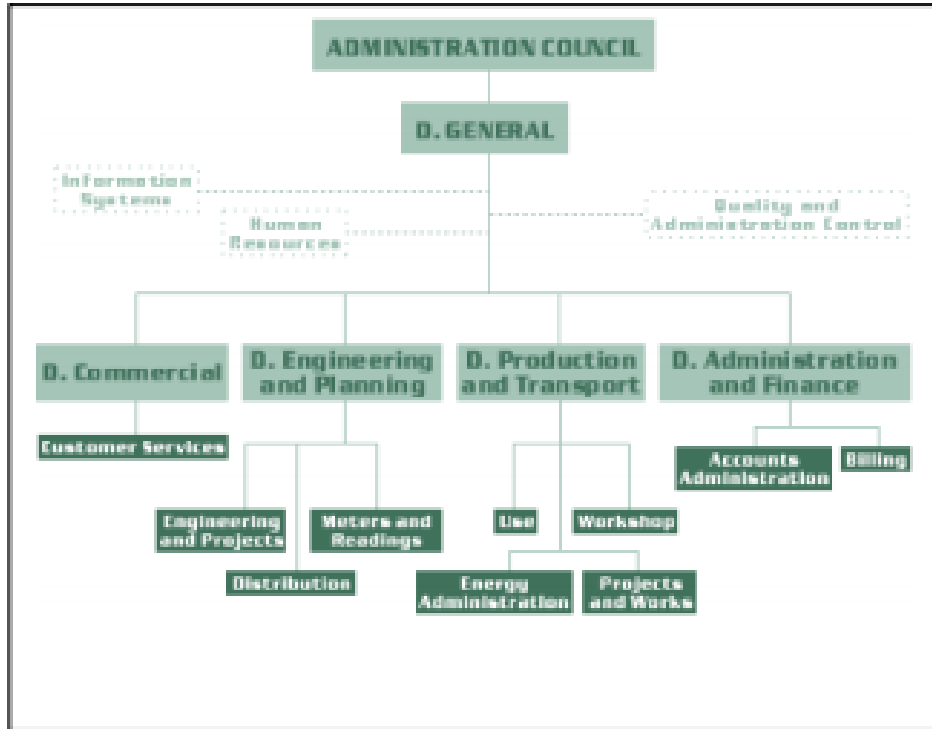 ADMINISTRATION COUNCIL
D. GENERAL
Information
Systems
Human
Resources
Quality and
Administration Control
D. Commercial
D. Engineering
and Planning
D. Production
and Transport
D. Administration
and Finance
Customer Services
Accounts
Administration
Billing
Engineering
and Projects
Meters and
Readings
Use
Workshop
Distribution
Energy
Administration
Projects
and Works